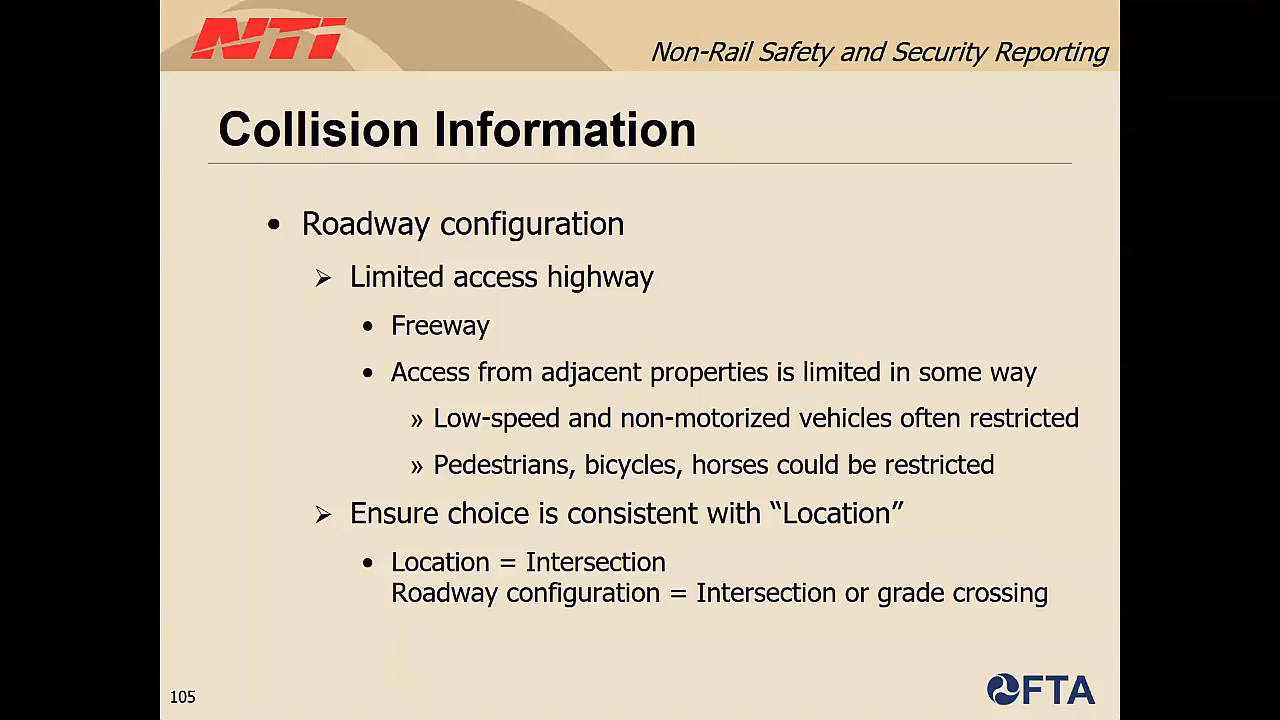 NTI
Non-Rail Safety and Security Reporting
Collision Information
• Roadway configuration
➢ Limited access highway
• Freeway
• Access from adjacent properties is limited in some way
» Low-speed and non-motorized vehicles often restricted
» Pedestrians, bicycles, horses could be restricted
➢ Ensure choice is consistent with “Location”
• Location = Intersection
Roadway configuration = Intersection or grade crossing
105
FTA